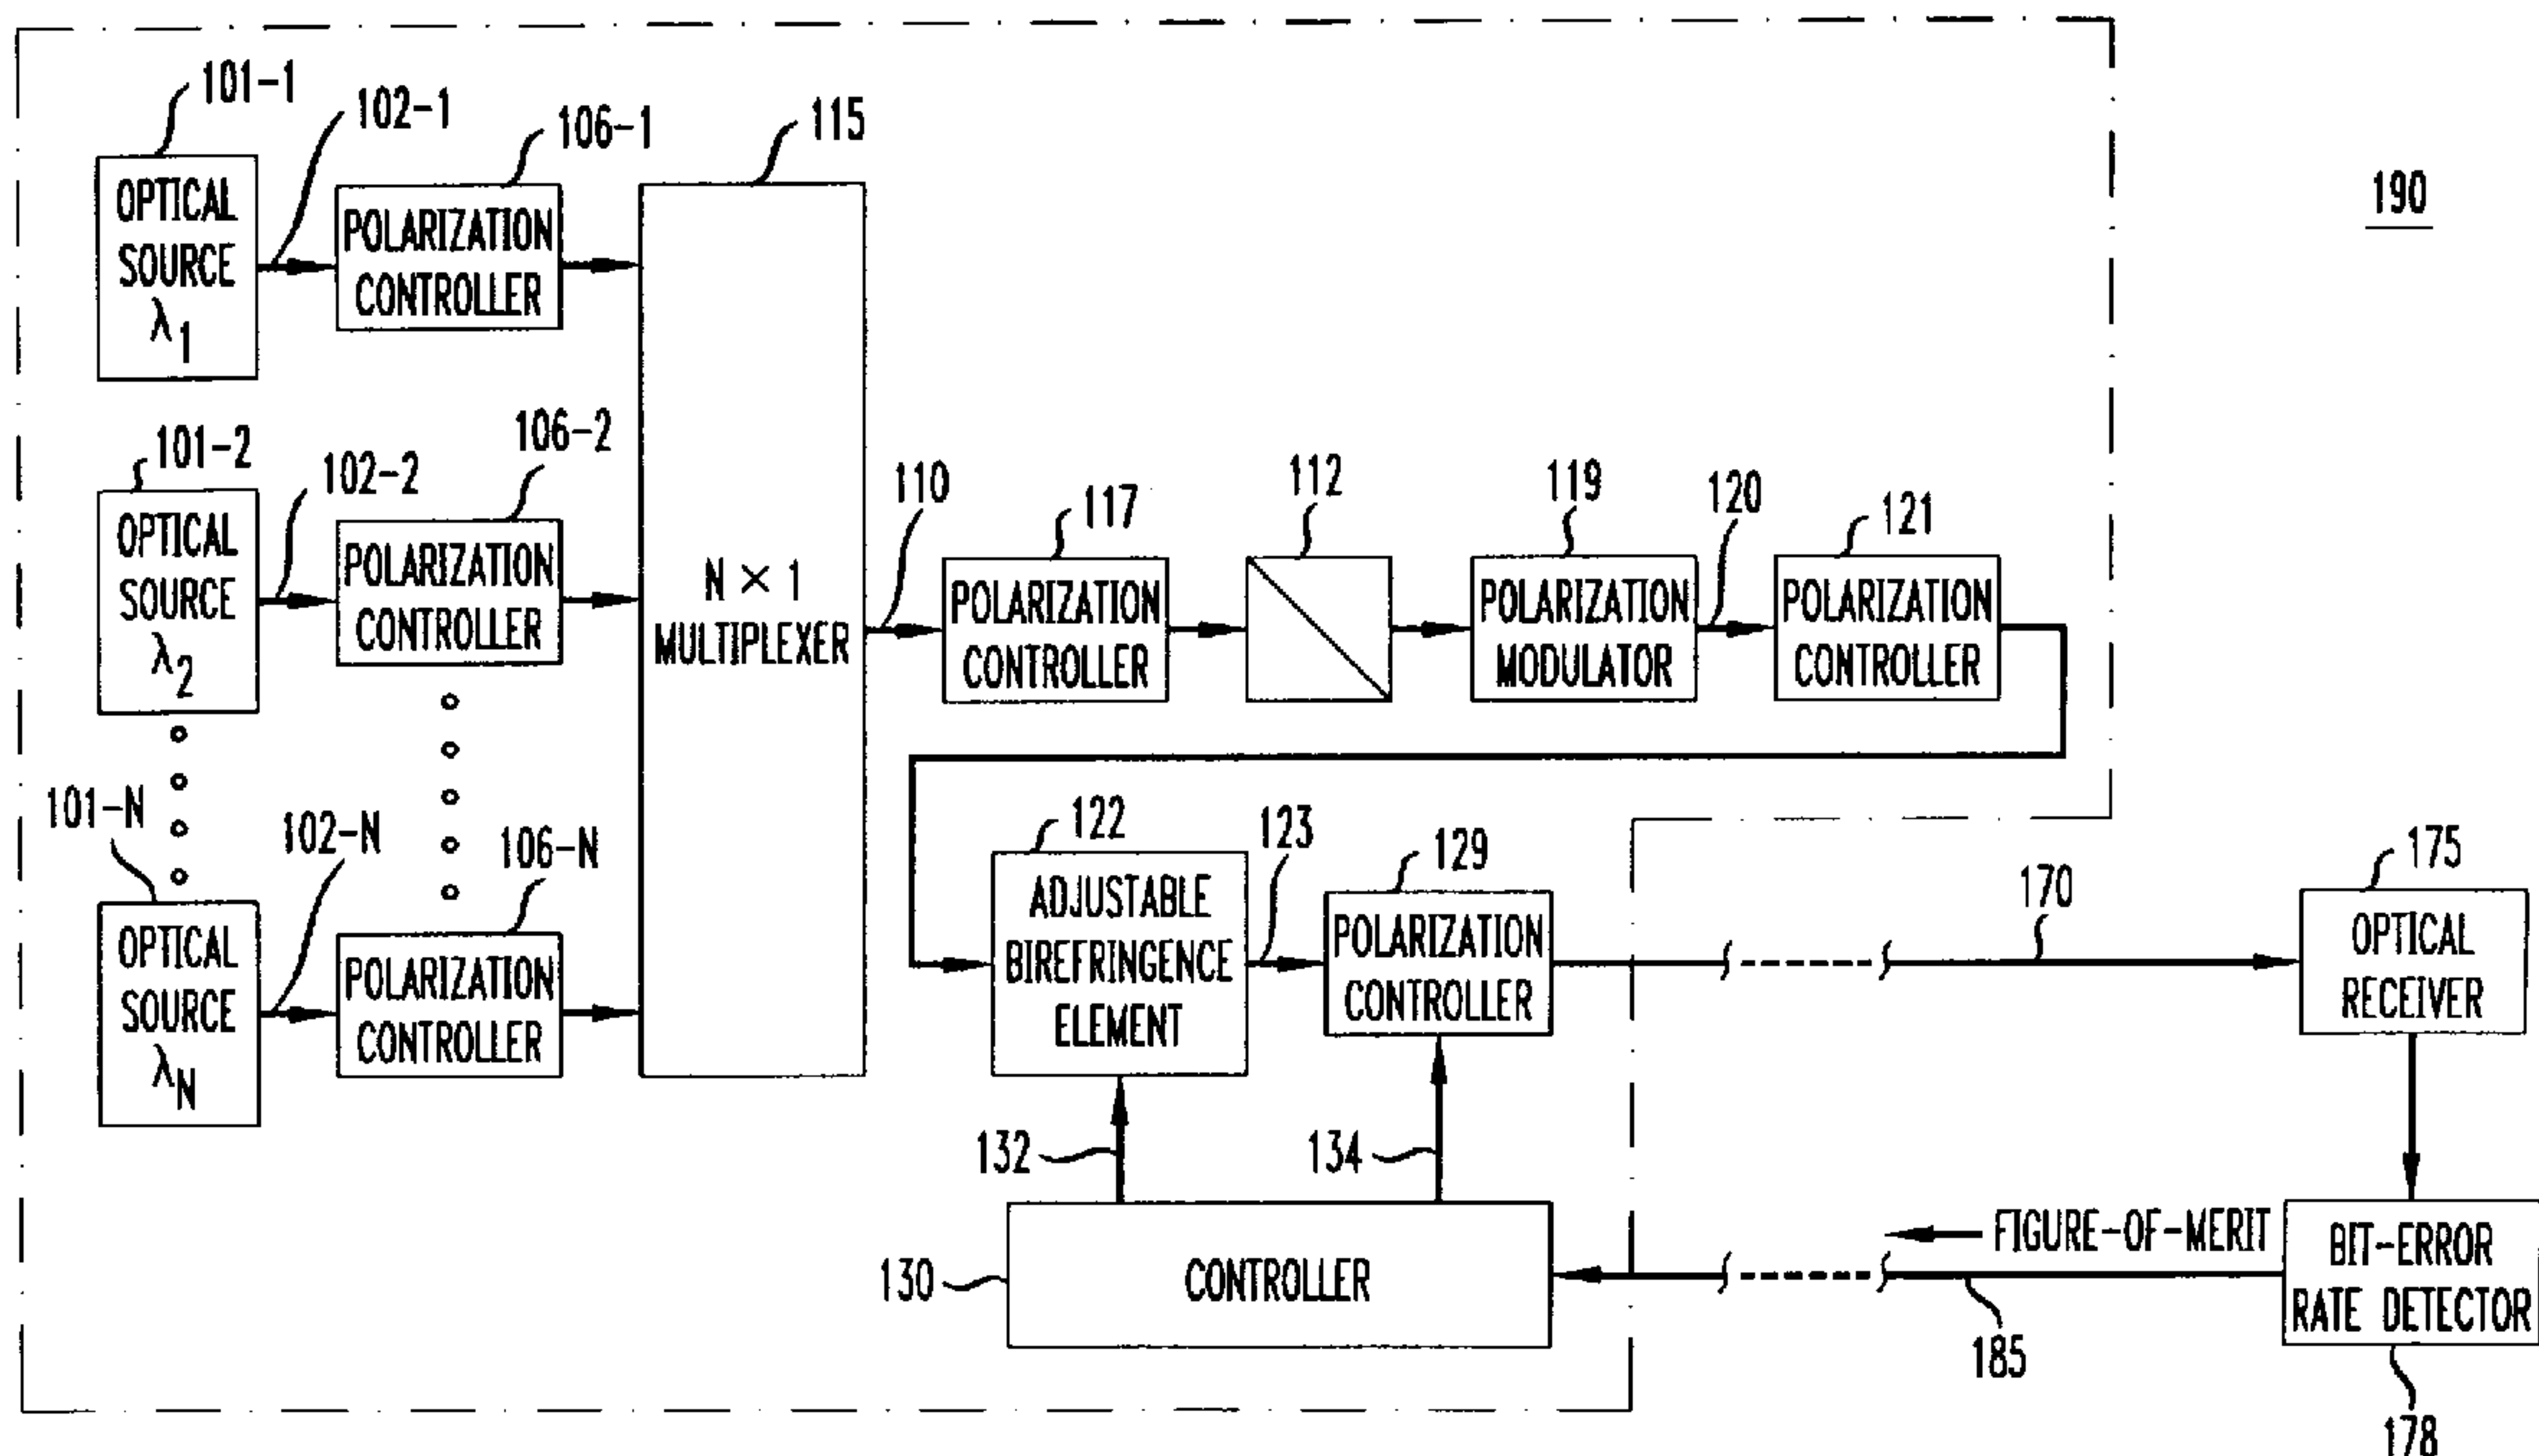 190
101-1
102-1
106-1
115
OPTICAL
SOURCE
λ1
POLARIZATION
CONTROLLER
101-2
102-2
106-2
OPTICAL
SOURCE
λ2
POLARIZATION
CONTROLLER
N × 1
MULTIPLEXER
110
117
112
119
120
121
POLARIZATION
CONTROLLER
POLARIZATION
MODULATOR
POLARIZATION
CONTROLLER
101-N
102-N
106-N
OPTICAL
SOURCE
λN
POLARIZATION
CONTROLLER
122
123
129
170
175
ADJUSTABLE
BIREFRINGENCE
ELEMENT
POLARIZATION
CONTROLLER
OPTICAL
RECEIVER
132
134
130
CONTROLLER
FIGURE-OF-MERIT
185
BIT-ERROR
RATE DETECTOR
178